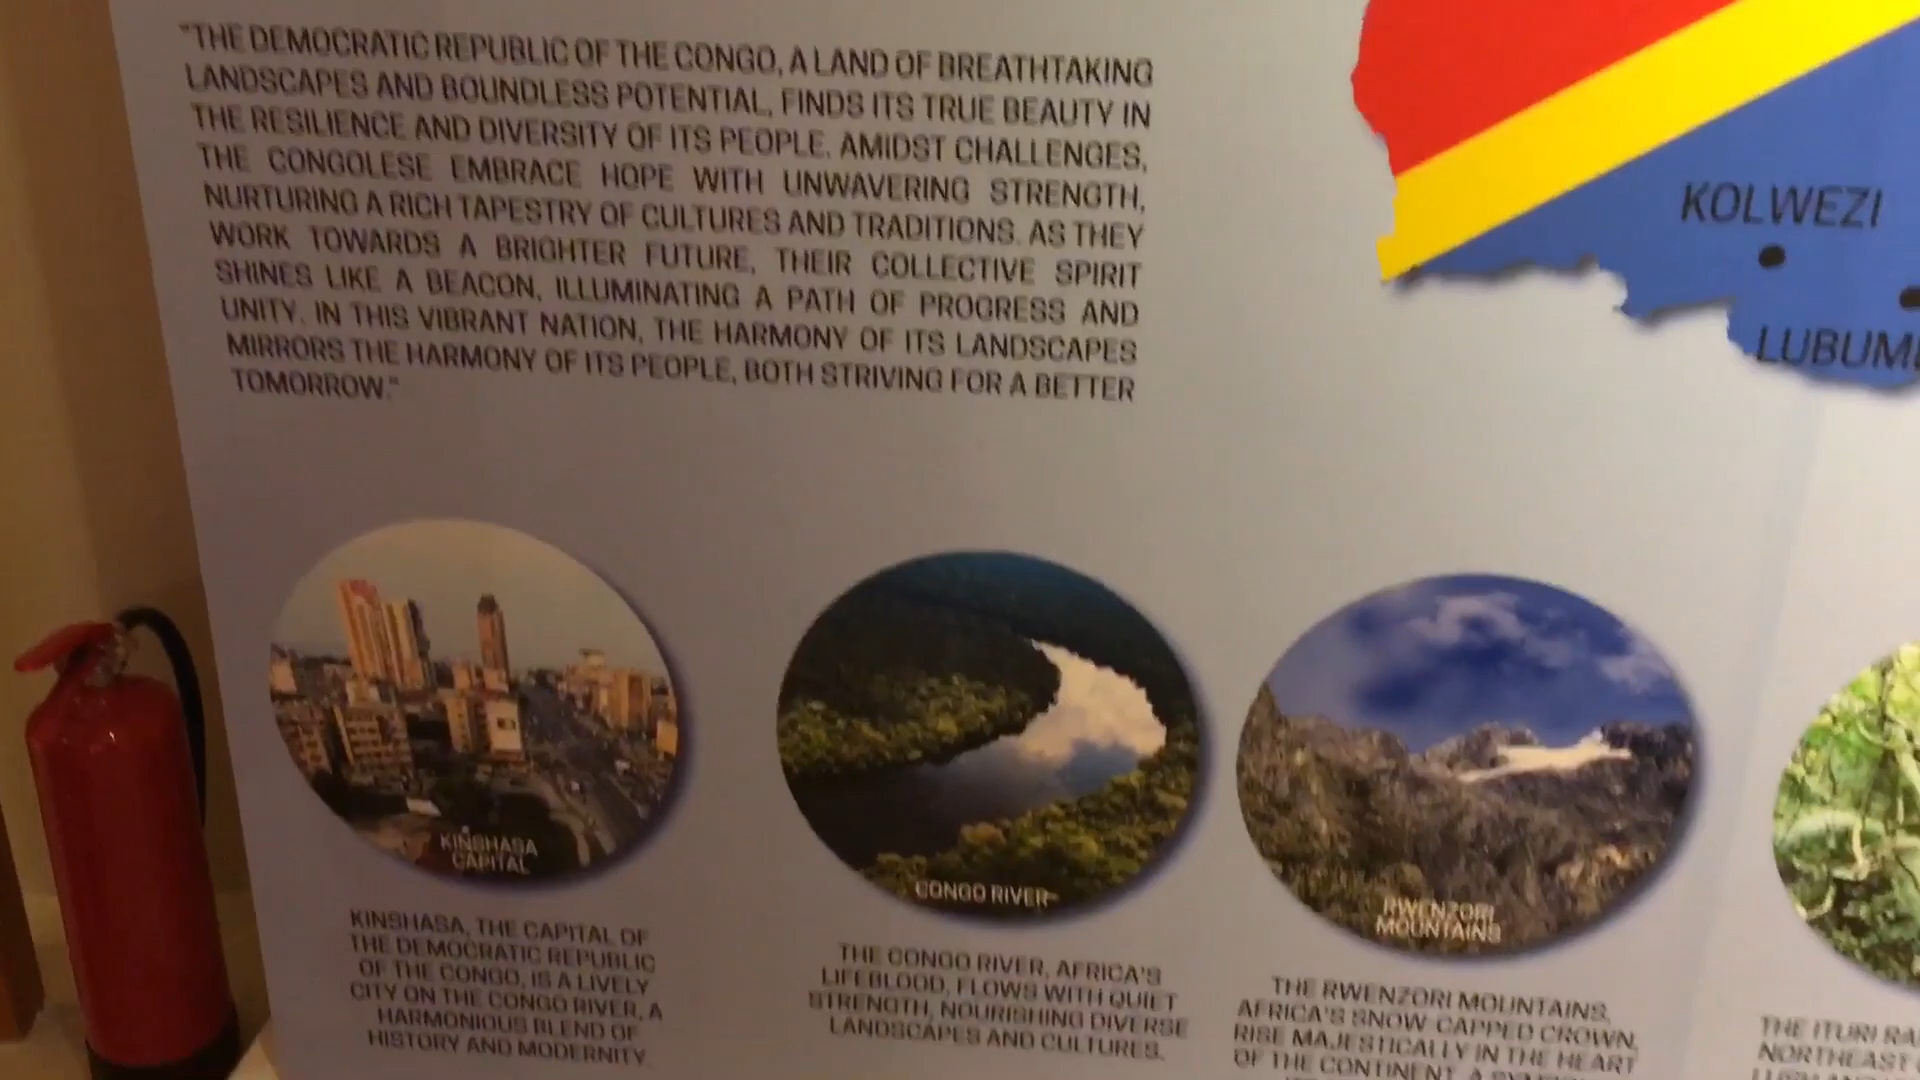 "THE DEMOCRATIC REPUBLIC OF THE CONGO, A LAND OF BREATHTAKING
LANDSCAPES AND BOUNDLESS POTENTIAL, FINDS ITS TRUE BEAUTY IN
THE RESILIENCE AND DIVERSITY OF ITS PEOPLE. AMIDST CHALLENGES,
THE CONGOLESE EMBRACE HOPE WITH UNWAVERING STRENGTH,
NURTURING A RICH TAPESTRY OF CULTURES AND TRADITIONS. AS THEY
WORK TOWARDS A BRIGHTER FUTURE, THEIR COLLECTIVE SPIRIT
SHINES LIKE A BEACON, ILLUMINATING A PATH OF PROGRESS AND
UNITY. IN THIS VIBRANT NATION, THE HARMONY OF ITS LANDSCAPES
MIRRORS THE HARMONY OF ITS PEOPLE, BOTH STRIVING FOR A BETTER
TOMORROW."
KOLWEZI
LUBUM
KINSHASA
CAPITAL
KINSHASA, THE CAPITAL OF
THE DEMOCRATIC REPUBLIC
OF THE CONGO, IS A LIVELY
CITY ON THE CONGO RIVER, A
HARMONIOUS BLEND OF
HISTORY AND MODERNITY.
CONGO RIVER
THE CONGO RIVER, AFRICA'S
LIFEBLOOD, FLOWS WITH QUIET
STRENGTH, NOURISHING DIVERSE
LANDSCAPES AND CULTURES.
RWENZORI
MOUNTAINS
THE RWENZORI MOUNTAINS,
AFRICA'S SNOW-CAPPED CROWN,
RISE MAJESTICALLY IN THE HEART
OF THE CONTINENT, A
THE ITURI
NORTHEAST